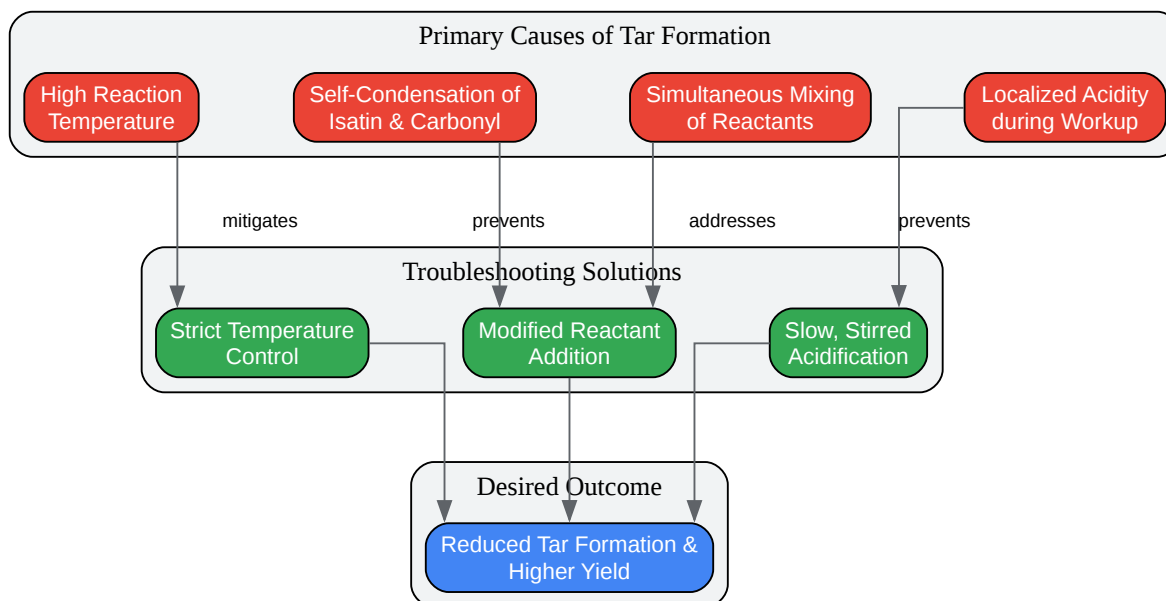 Primary Causes of Tar Formation
High Reaction
Temperature
Self-Condensation of
Isatin & Carbonyl
Simultaneous Mixing
of Reactants
Localized Acidity
during Workup
mitigates
prevents
addresses
prevents
Troubleshooting Solutions
Strict Temperature
Control
Modified Reactant
Addition
Slow, Stirred
Acidification
Desired Outcome
Reduced Tar Formation &
Higher Yield